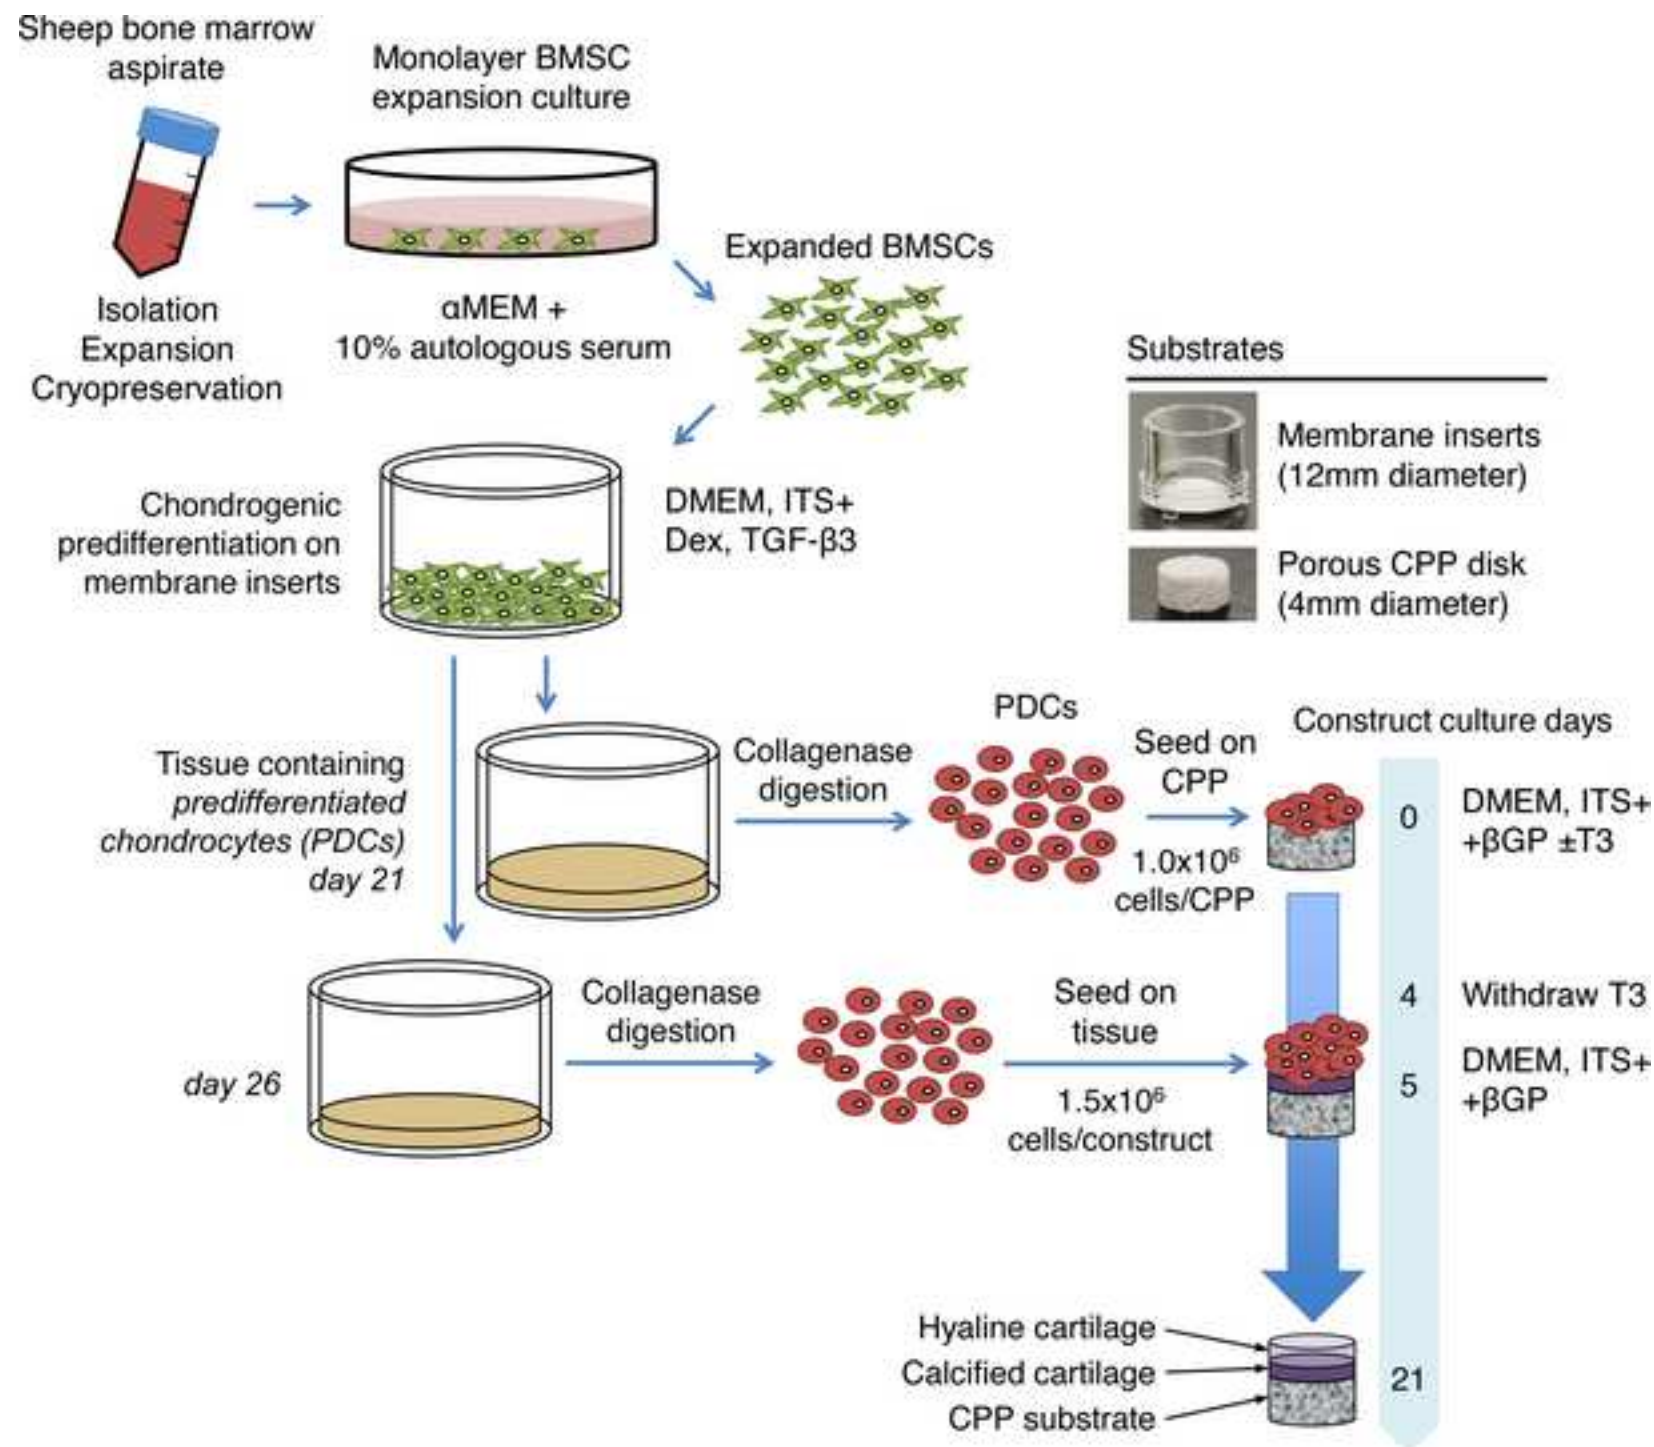 Sheep bone marrow
aspirate
Monolayer BMSC
expansion culture
Isolation
Expansion
Cryopreservation
αMEM +
10% autologous serum
Expanded BMSCs
Substrates
Membrane inserts
(12mm diameter)
Porous CPP disk
(4mm diameter)
Chondrogenic
predifferentiation on
membrane inserts
DMEM, ITS+
Dex, TGF-β3
Tissue containing
predifferentiated
chondrocytes (PDCs)
day 21
Collagenase
digestion
PDCs
Seed on
CPP
1.0x10⁶
cells/CPP
Construct culture days
0
DMEM, ITS+
+βGP ±T3
4
Withdraw T3
day 26
Collagenase
digestion
Seed on
tissue
1.5x10⁶
cells/construct
5
DMEM, ITS+
+βGP
Hyaline cartilage
Calcified cartilage
CPP substrate
21